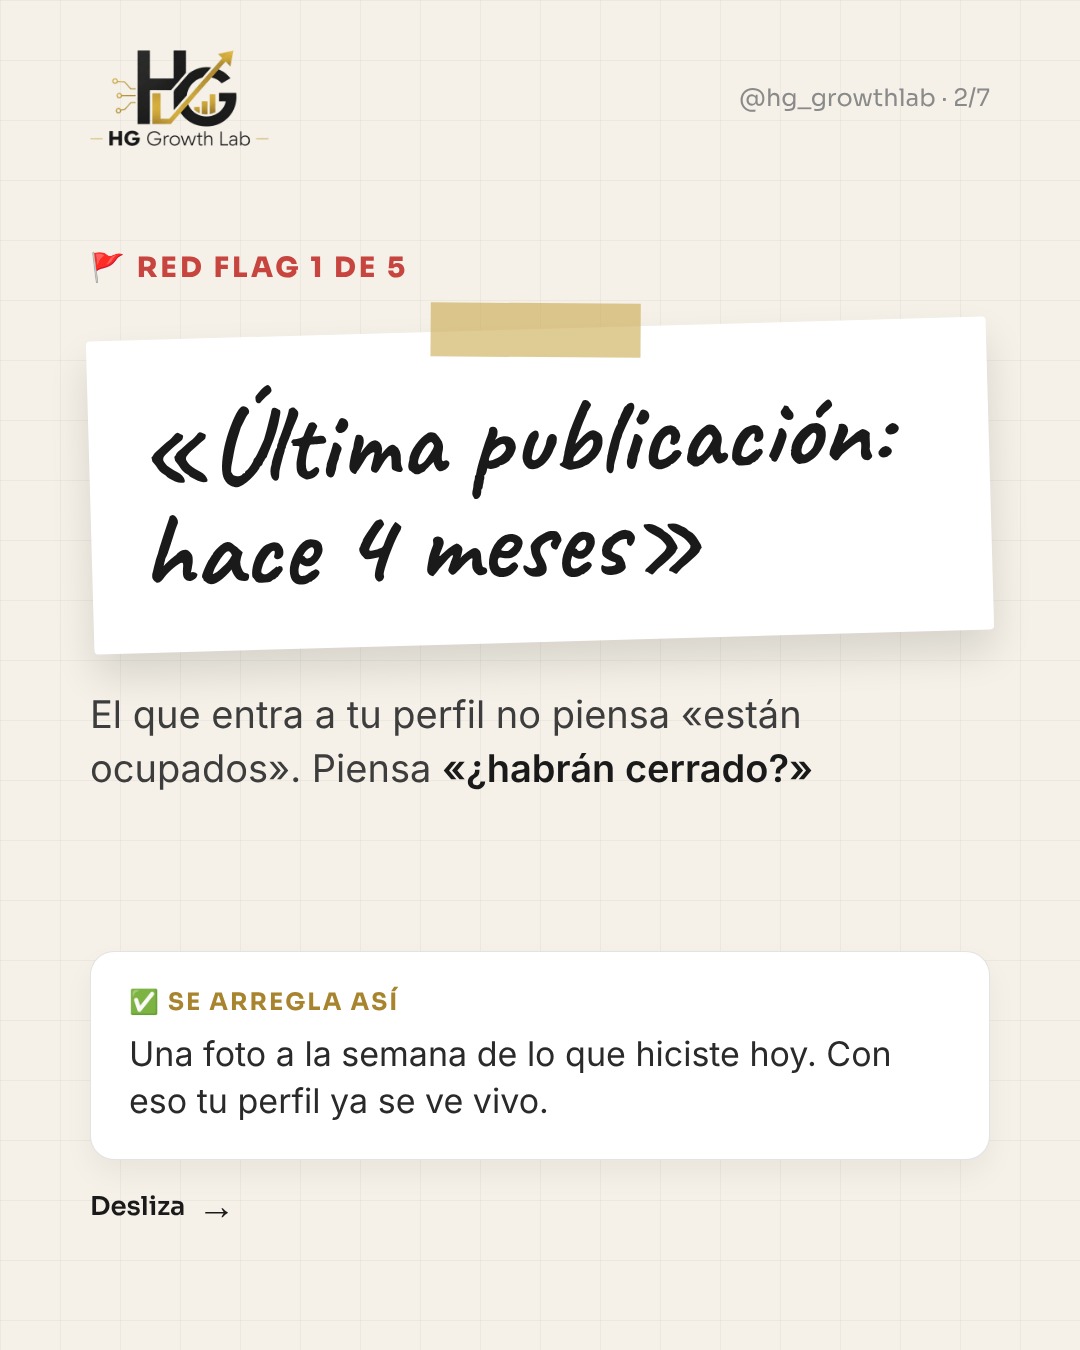 HG
HG Growth Lab
@hg_growthlab · 2/7
🚩 RED FLAG 1 DE 5
«Última publicación:
hace 4 meses»
El que entra a tu perfil no piensa «están
ocupados». Piensa «¿habrán cerrado?»
✅ SE ARREGLA ASÍ
Una foto a la semana de lo que hiciste hoy. Con
eso tu perfil ya se ve vivo.
Desliza →